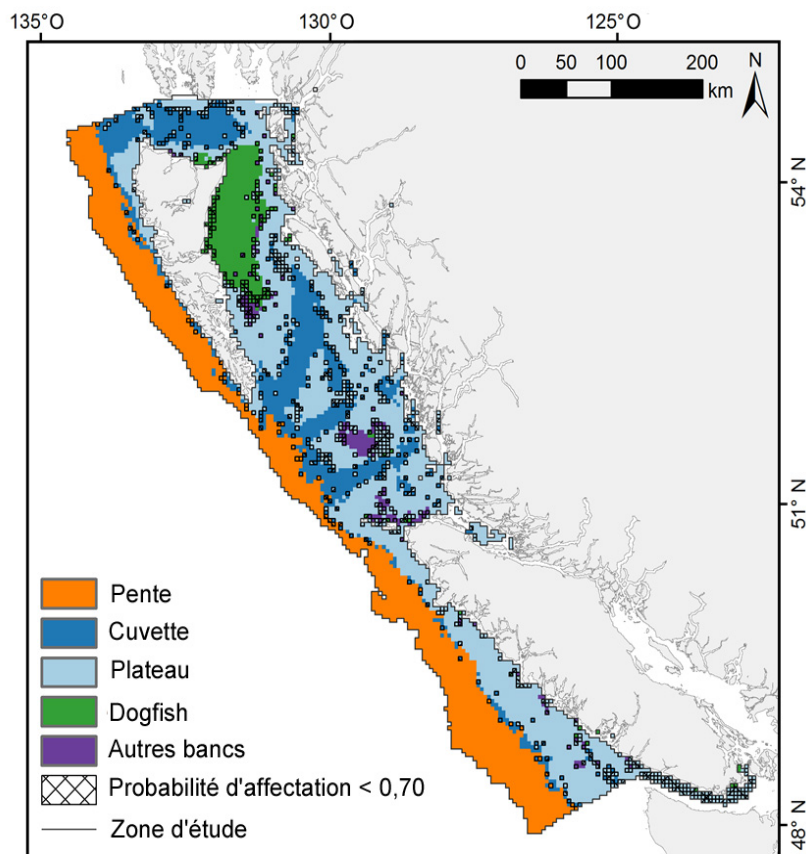 135°O 130°O 125°O
0 50 100 200
km
N
54° N
51° N
48° N
Pente
Cuvette
Plateau
Dogfish
Autres bancs
Probabilité d'affectation < 0,70
Zone d'étude